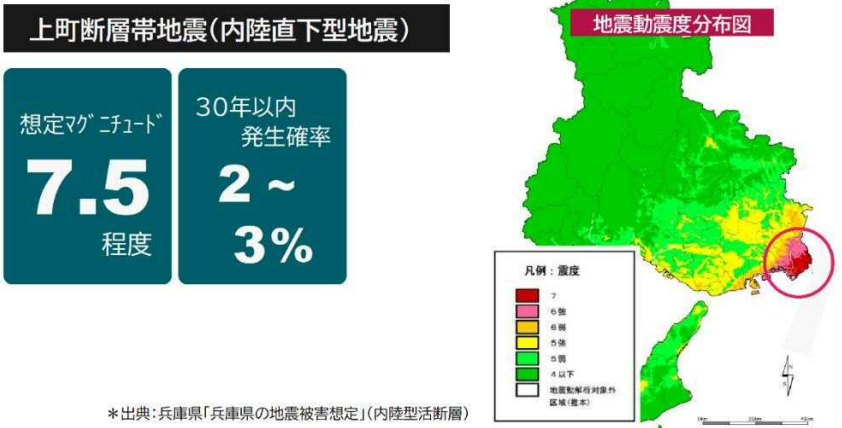 上町断層帯地震(内陸直下型地震)
想定ﾏｸﾞﾆﾁｭｰﾄﾞ
7.5
程度
30年以内
発生確率
2 ~
3%
地震動震度分布図
凡例：震度
7
6強
6弱
5強
5弱
4以下
地震動解析対象外
区域(籠本)
*出典:兵庫県「兵庫県の地震被害想定」(内陸型活断層)